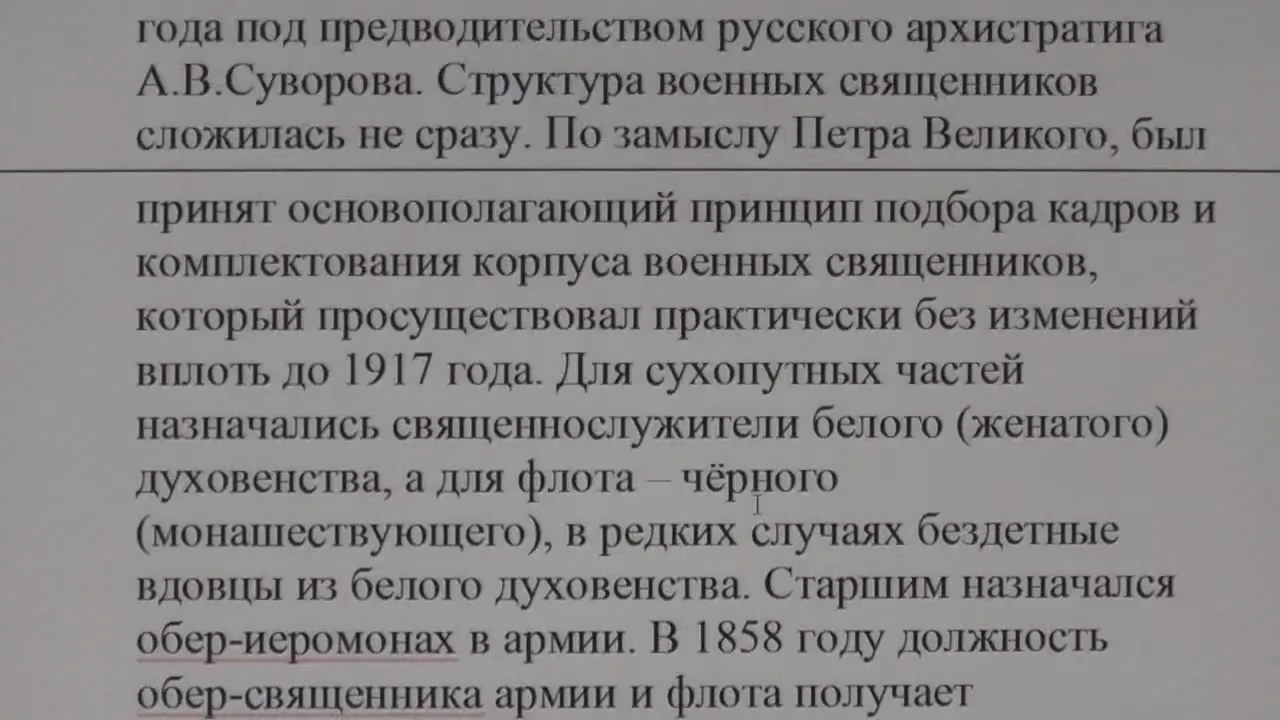 года под предводительством русского архистратига
А.В.Суворова. Структура военных священников
сложилась не сразу. По замыслу Петра Великого, был
принят основополагающий принцип подбора кадров и
комплектования корпуса военных священников,
который просуществовал практически без изменений
вплоть до 1917 года. Для сухопутных частей
назначались священнослужители белого (женатого)
духовенства, а для флота – чёрного
(монашествующего), в редких случаях бездетные
вдовцы из белого духовенства. Старшим назначался
обер-иеромонах в армии. В 1858 году должность
обер-священника армии и флота получает